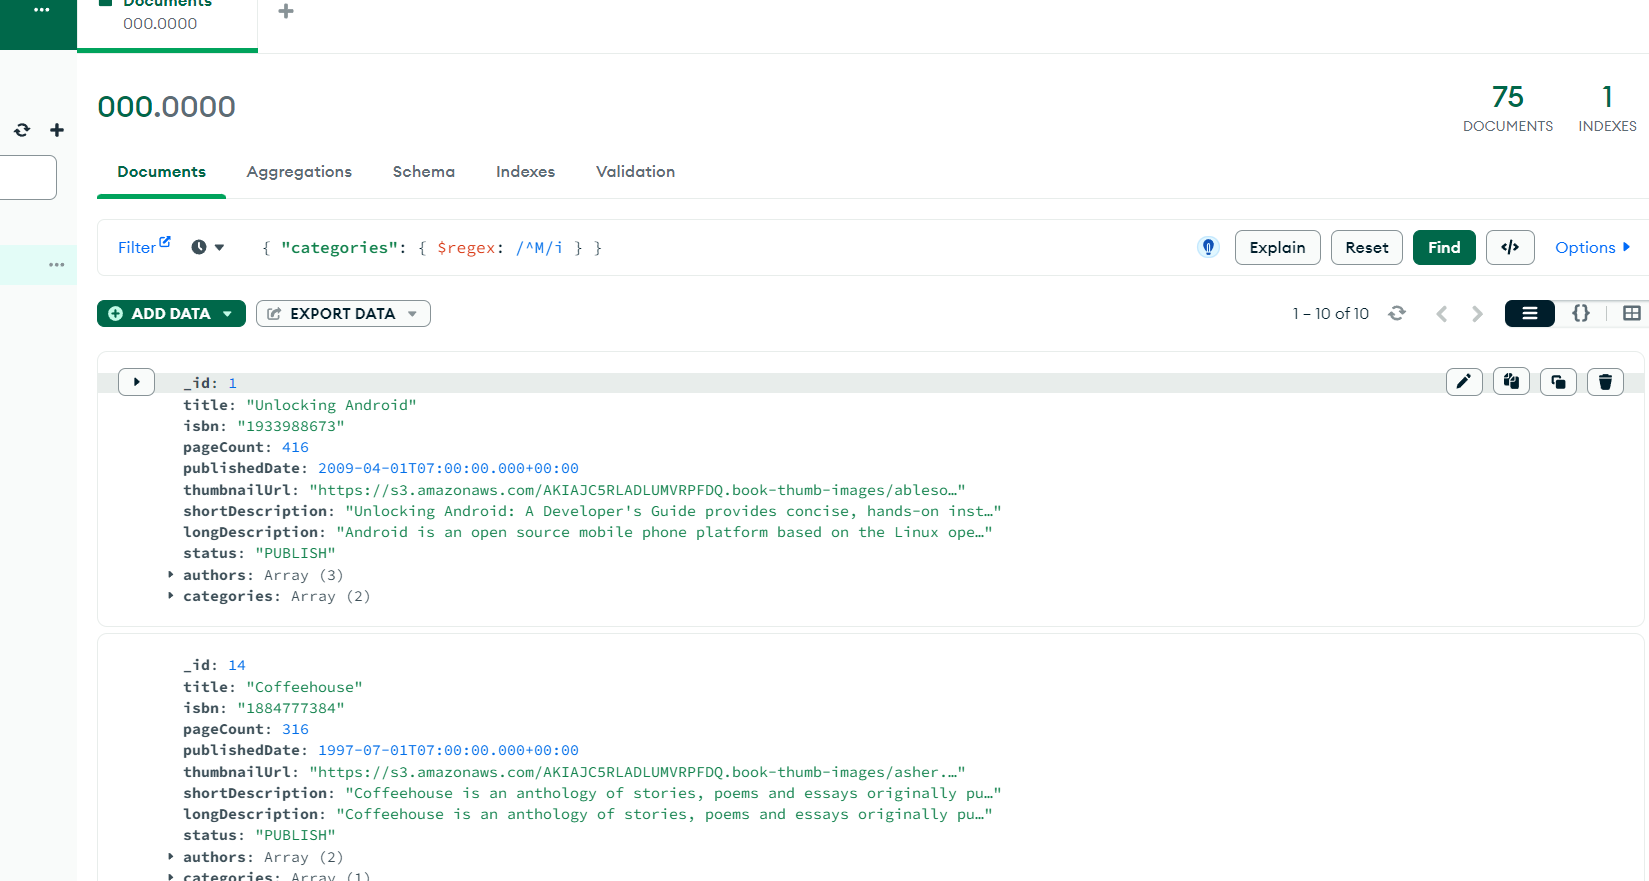 Documents
000.0000
000.0000
75
DOCUMENTS
1
INDEXES
Documents
Aggregations
Schema
Indexes
Validation
Filter
{ "categories": { $regex: /^M/i } }
Explain
Reset
Find
</>
Options
ADD DATA
EXPORT DATA
1 – 10 of 10
{}
_id: 1
title: "Unlocking Android"
isbn: "1933988673"
pageCount: 416
publishedDate: 2009-04-01T07:00:00.000+00:00
thumbnailUrl: "https://s3.amazonaws.com/AKIAJC5RLADLUMVRPFDQ.book-thumb-images/ableso…"
shortDescription: "Unlocking Android: A Developer's Guide provides concise, hands-on inst…"
longDescription: "Android is an open source mobile phone platform based on the Linux ope…"
status: "PUBLISH"
authors: Array (3)
categories: Array (2)
_id: 14
title: "Coffeehouse"
isbn: "1884777384"
pageCount: 316
publishedDate: 1997-07-01T07:00:00.000+00:00
thumbnailUrl: "https://s3.amazonaws.com/AKIAJC5RLADLUMVRPFDQ.book-thumb-images/asher.…"
shortDescription: "Coffeehouse is an anthology of stories, poems and essays originally pu…"
longDescription: "Coffeehouse is an anthology of stories, poems and essays originally pu…"
status: "PUBLISH"
authors: Array (2)
categories: Array (1)